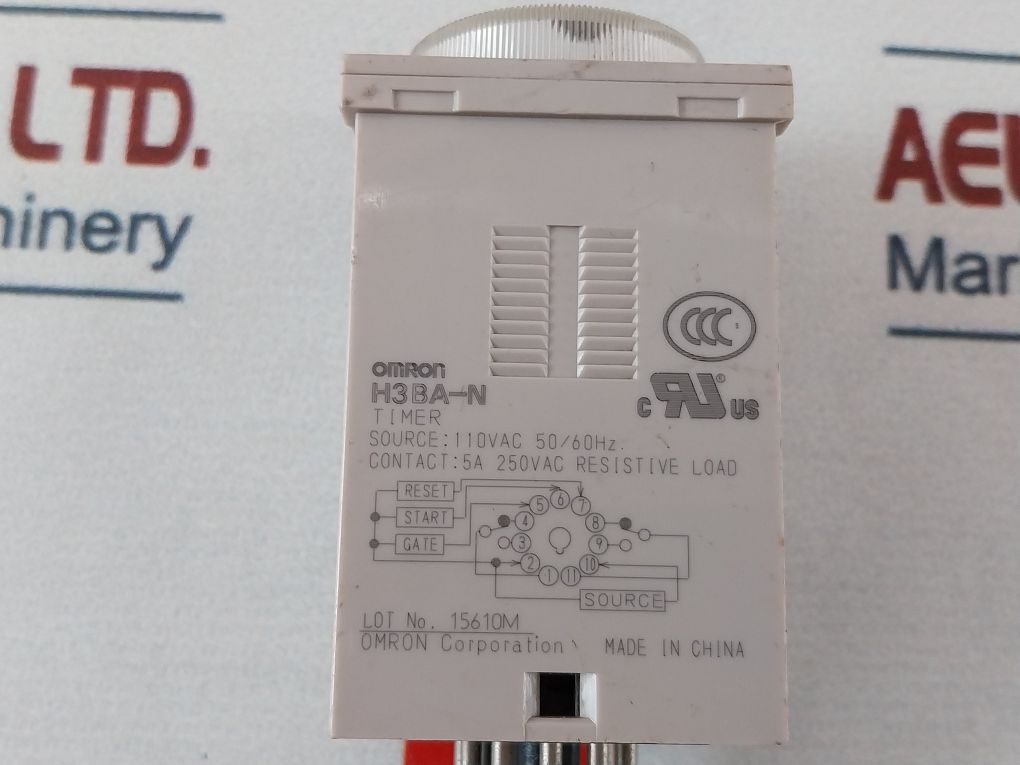 LTD.
hinery
AEU
Mar
CCC
S
omron
H3BA-N
c RU ® US
TIMER
SOURCE:110VAC 50/60Hz.
CONTACT:5A 250VAC RESISTIVE LOAD
RESET
START
GATE
5 6 7
4 8
3 9
2 10
1 11
SOURCE
LOT No. 15610M
OMRON Corporation MADE IN CHINA